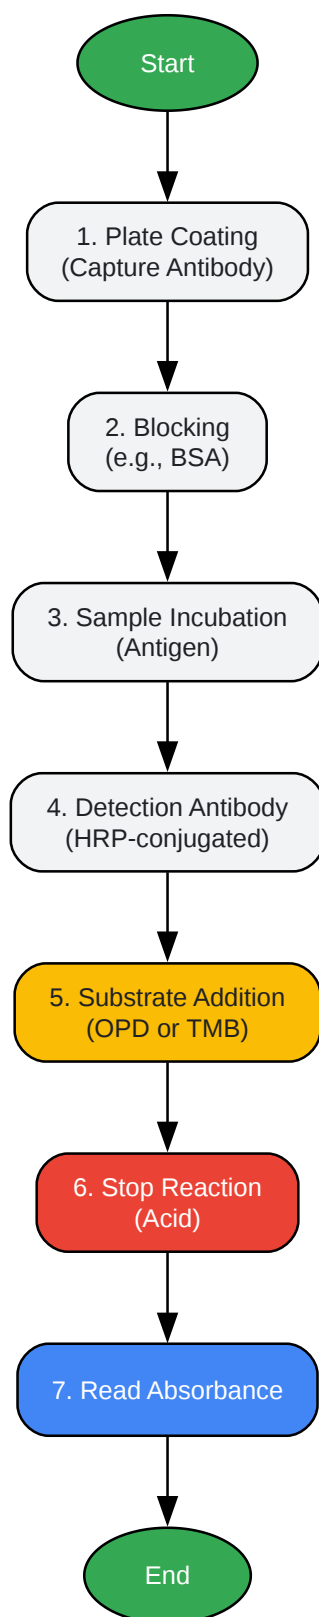 Start
1. Plate Coating
(Capture Antibody)
2. Blocking
(e.g., BSA)
3. Sample Incubation
(Antigen)
4. Detection Antibody
(HRP-conjugated)
5. Substrate Addition
(OPD or TMB)
6. Stop Reaction
(Acid)
7. Read Absorbance
End